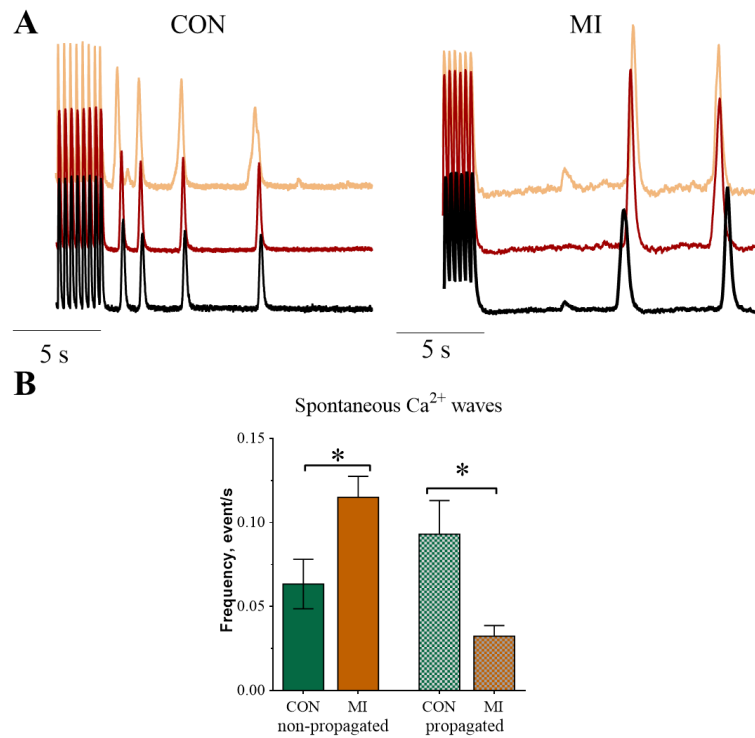 A
CON
MI
5 s
5 s
B
Spontaneous Ca²⁺ waves
Frequency, event/s
0.15
0.10
0.05
0.00
*
*
CON MI CON MI
non-propagated propagated